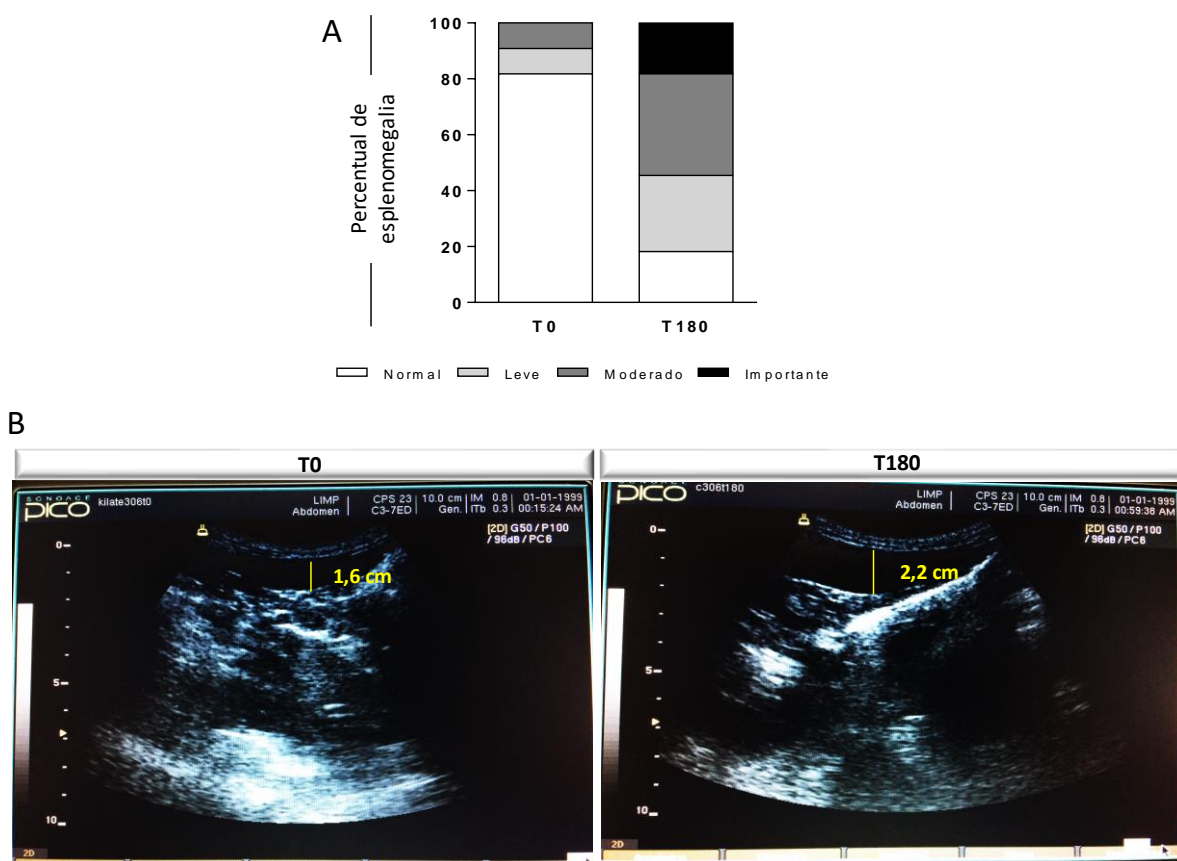 A
Percentual de
esplenomegalia
100
80
60
40
20
0
T0
T180
Normal Leve Moderado Importante
B
T0
T180
SONOACE
PICO
kilate306t0
LIMP
Abdomen
CPS 23
C3-7ED
10.0 cm
Gen.
IM 0.8
ITb 0.3
01-01-1999
00:15:24 AM
[2D] G50 / P100
/ 96dB / PC6
0
1,6 cm
5
10
2D
PICO
c306t180
LIMP
Abdomen
CPS 23
C3-7ED
10.0 cm
Gen.
IM 0.8
ITb 0.3
01-01-1999
00:59:38 AM
[2D] G50 / P100
/ 96dB / PC6
0
2,2 cm
5
10
2D